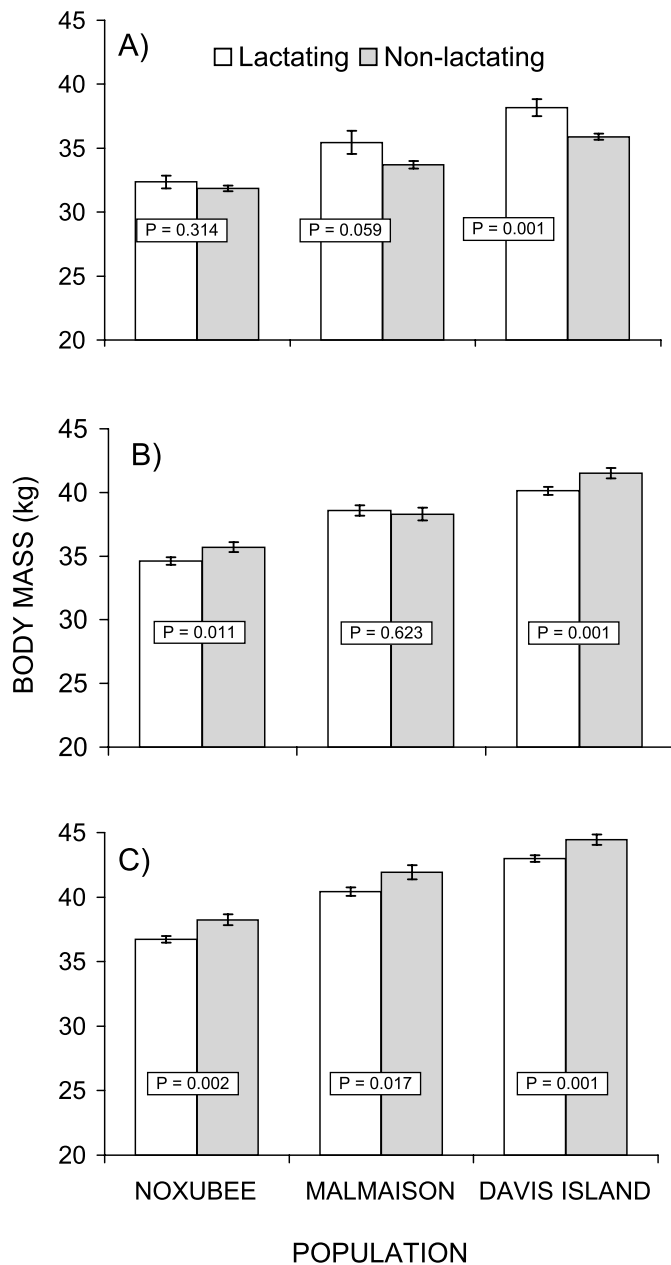 A)
Lactating Non-lactating
45
40
35
30
25
20
P = 0.314 P = 0.059 P = 0.001
B)
45
40
35
30
25
20
P = 0.011 P = 0.623 P = 0.001
BODY MASS (kg)
C)
45
40
35
30
25
20
P = 0.002 P = 0.017 P = 0.001
NOXUBEE MALMAISON DAVIS ISLAND
POPULATION